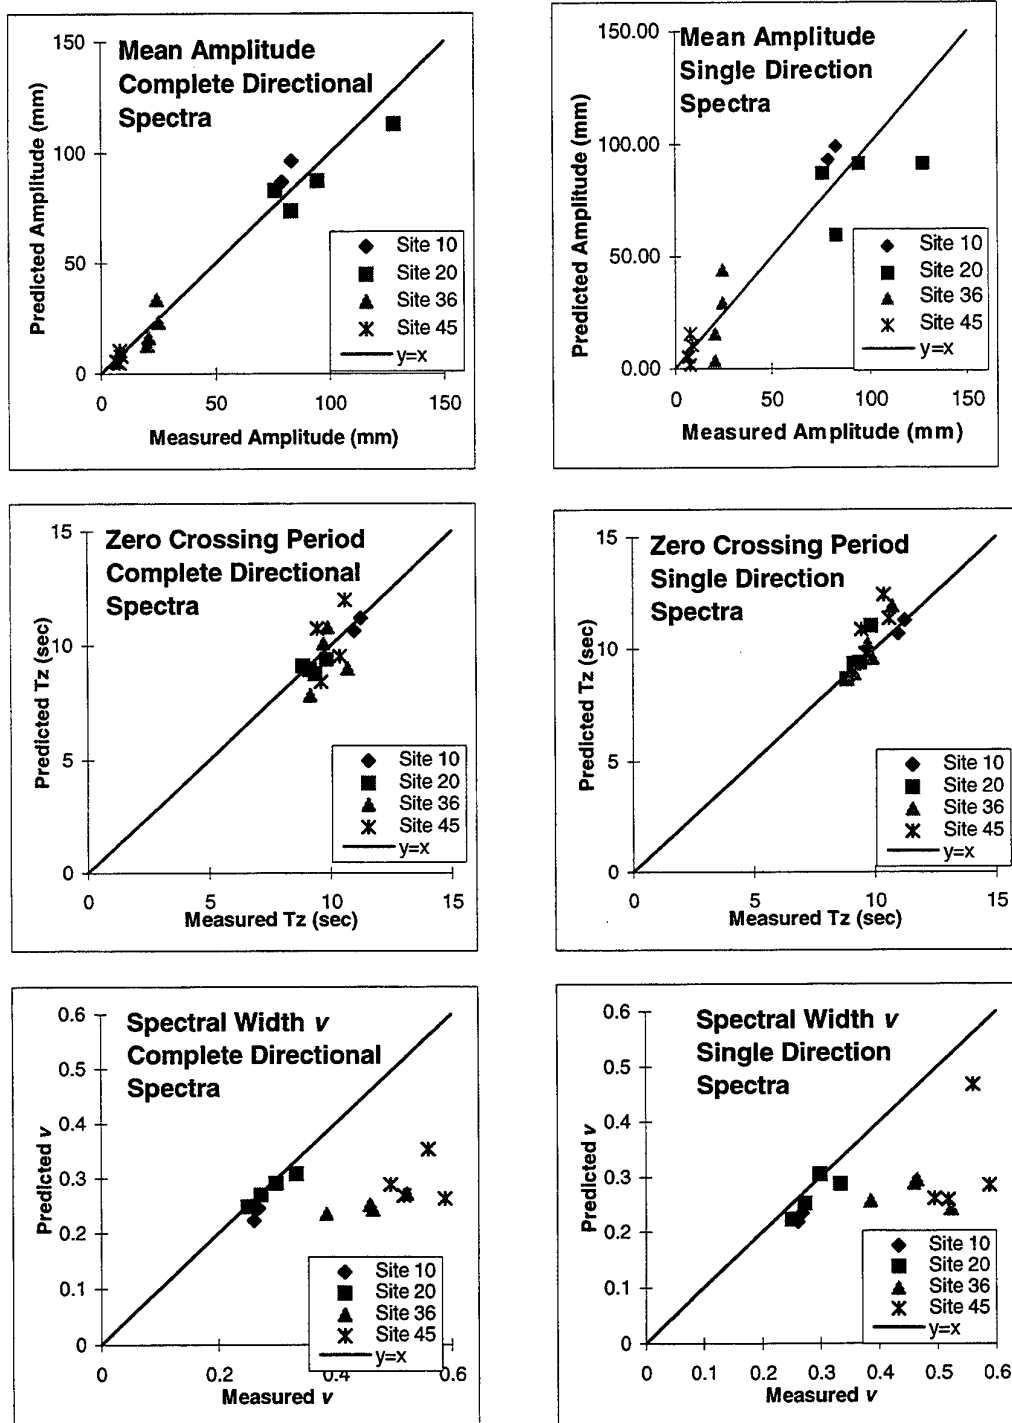 Mean Amplitude
Complete Directional
Spectra
Predicted Amplitude (mm)
150
100
50
0
0
50
100
150
Measured Amplitude (mm)
Site 10
Site 20
Site 36
Site 45
y=x
Mean Amplitude
Single Direction
Spectra
Predicted Amplitude (mm)
150.00
100.00
50.00
0.00
0
50
100
150
Measured Amplitude (mm)
Site 10
Site 20
Site 36
Site 45
y=x
Zero Crossing Period
Complete Directional
Spectra
Predicted Tz (sec)
15
10
5
0
0
5
10
15
Measured Tz (sec)
Site 10
Site 20
Site 36
Site 45
y=x
Zero Crossing Period
Single Direction
Spectra
Predicted Tz (sec)
15
10
5
0
0
5
10
15
Measured Tz (sec)
Site 10
Site 20
Site 36
Site 45
y=x
Spectral Width v
Complete Directional
Spectra
Predicted v
0.6
0.5
0.4
0.3
0.2
0.1
0
0
0.2
0.4
0.6
Measured v
Site 10
Site 20
Site 36
Site 45
y=x
Spectral Width v
Single Direction
Spectra
Predicted v
0.6
0.5
0.4
0.3
0.2
0.1
0
0
0.1
0.2
0.3
0.4
0.5
0.6
Measured v
Site 10
Site 20
Site 36
Site 45
y=x